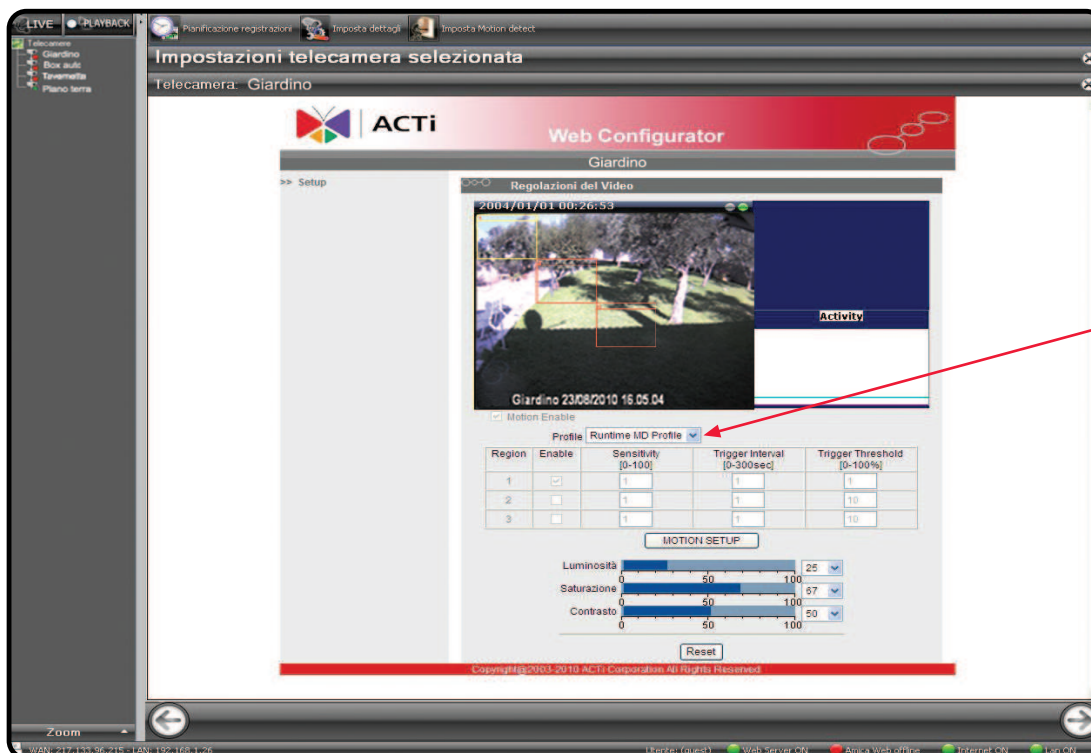 LIVE PLAYBACK Pianificazione registrazioni Imposta dettagli Imposta Motion detect
Telecamere
Giardino
Box auto
Tavernetta
Piano terra
Impostazioni telecamera selezionata
Telecamera: Giardino
ACTi
Web Configurator
Giardino
>> Setup
Regolazioni del Video
2004/01/01 00:26:53
Activity
Giardino 23/08/2010 16.05.04
Motion Enable
Profile Runtime MD Profile
Region Enable Sensitivity [0-100] Trigger Interval [0-300sec] Trigger Threshold [0-100%]
1 1 1 1
2 1 1 10
3 1 1 10
MOTION SETUP
Luminosità 25
0 50 100
Saturazione 67
0 50 100
Contrasto 50
0 50 100
Reset
Copyright@2003-2010 ACTi Corporation All Rights Reserved
Zoom
WAN: 217.133.96.215 - LAN: 192.168.1.26 Utente: (guest) Web Server ON Amica Web offline Internet ON Lan ON